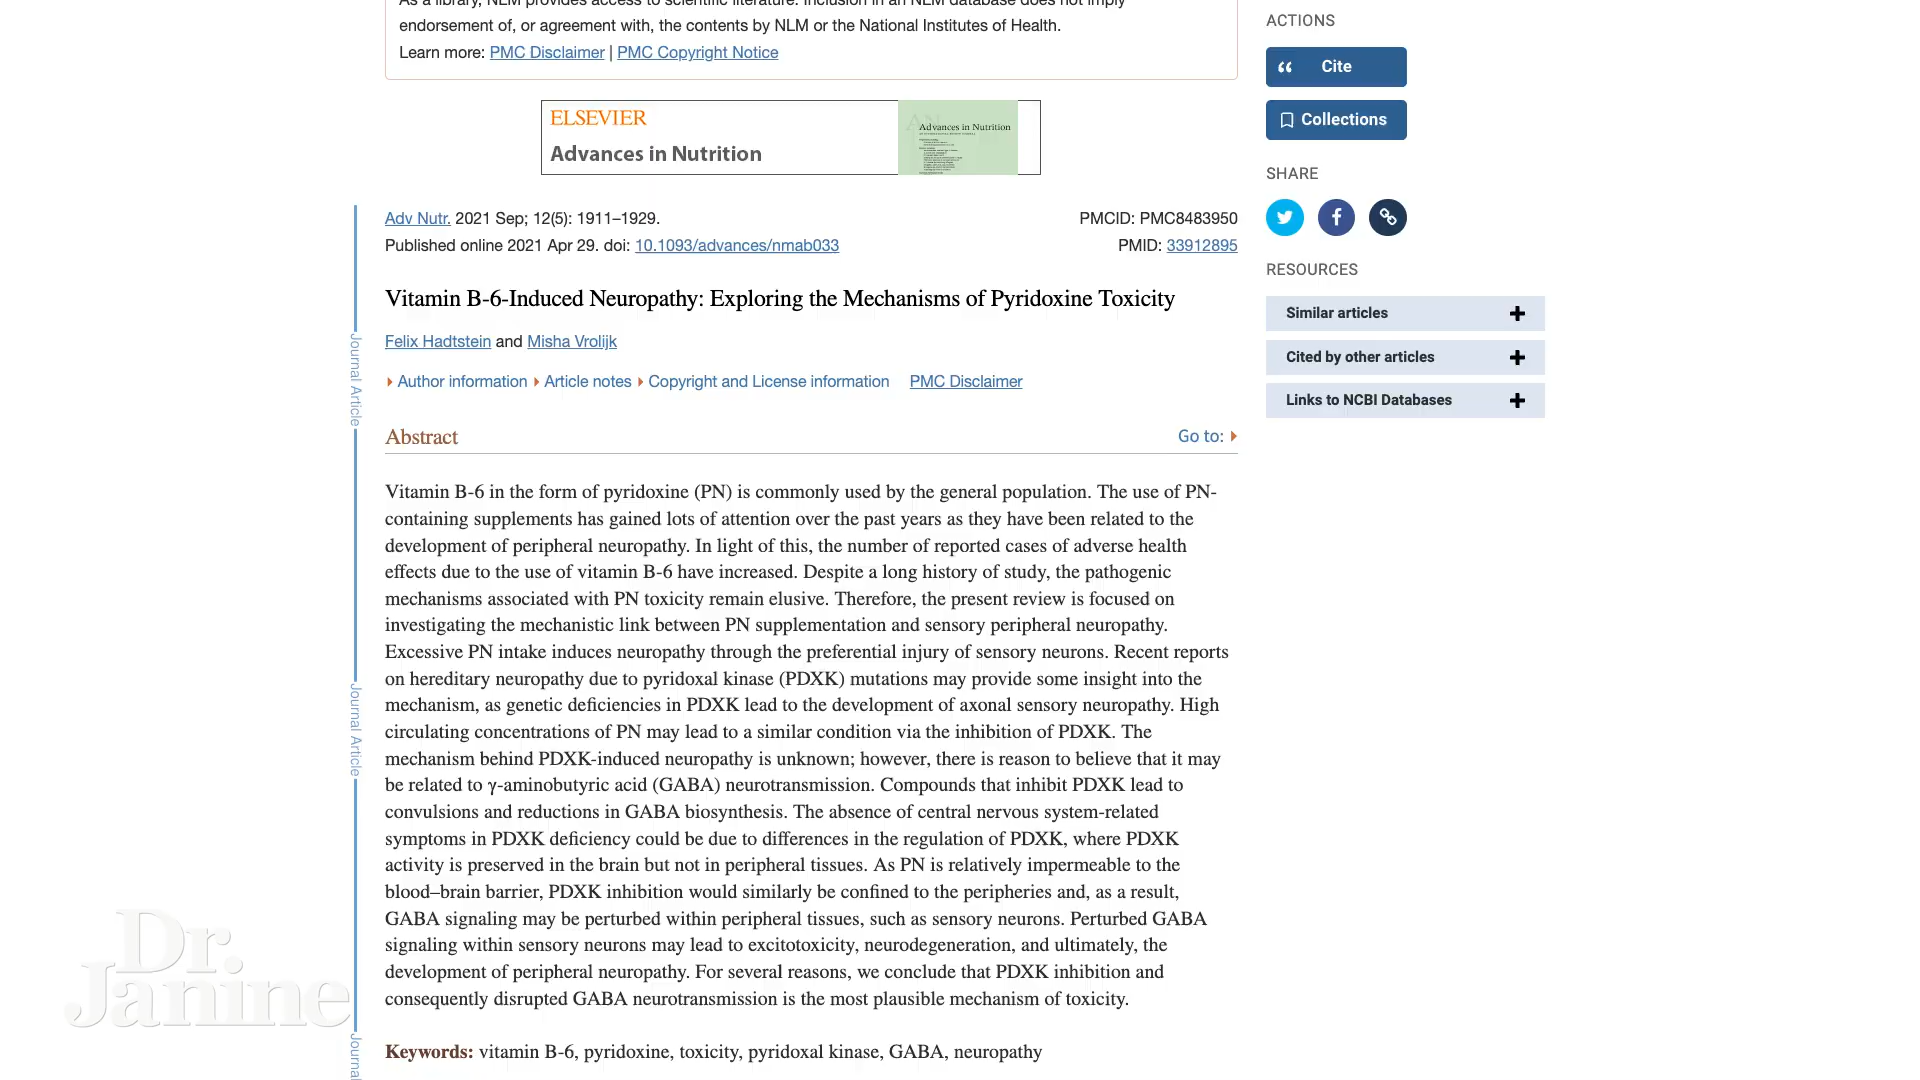 As a library, NLM provides access to scientific literature. Inclusion in an NLM database does not imply
endorsement of, or agreement with, the contents by NLM or the National Institutes of Health.
Learn more: PMC Disclaimer | PMC Copyright Notice
ELSEVIER
Advances in Nutrition
Advances in Nutrition
Adv Nutr. 2021 Sep; 12(5): 1911–1929.
Published online 2021 Apr 29. doi: 10.1093/advances/nmab033
PMCID: PMC8483950
PMID: 33912895
Vitamin B-6-Induced Neuropathy: Exploring the Mechanisms of Pyridoxine Toxicity
Felix Hadtstein and Misha Vrolijk
Author information Article notes Copyright and License information PMC Disclaimer
Abstract
Go to:
Vitamin B-6 in the form of pyridoxine (PN) is commonly used by the general population. The use of PN-
containing supplements has gained lots of attention over the past years as they have been related to the
development of peripheral neuropathy. In light of this, the number of reported cases of adverse health
effects due to the use of vitamin B-6 have increased. Despite a long history of study, the pathogenic
mechanisms associated with PN toxicity remain elusive. Therefore, the present review is focused on
investigating the mechanistic link between PN supplementation and sensory peripheral neuropathy.
Excessive PN intake induces neuropathy through the preferential injury of sensory neurons. Recent reports
on hereditary neuropathy due to pyridoxal kinase (PDXK) mutations may provide some insight into the
mechanism, as genetic deficiencies in PDXK lead to the development of axonal sensory neuropathy. High
circulating concentrations of PN may lead to a similar condition via the inhibition of PDXK. The
mechanism behind PDXK-induced neuropathy is unknown; however, there is reason to believe that it may
be related to γ-aminobutyric acid (GABA) neurotransmission. Compounds that inhibit PDXK lead to
convulsions and reductions in GABA biosynthesis. The absence of central nervous system-related
symptoms in PDXK deficiency could be due to differences in the regulation of PDXK, where PDXK
activity is preserved in the brain but not in peripheral tissues. As PN is relatively impermeable to the
blood–brain barrier, PDXK inhibition would similarly be confined to the peripheries and, as a result,
GABA signaling may be perturbed within peripheral tissues, such as sensory neurons. Perturbed GABA
signaling within sensory neurons may lead to excitotoxicity, neurodegeneration, and ultimately, the
development of peripheral neuropathy. For several reasons, we conclude that PDXK inhibition and
consequently disrupted GABA neurotransmission is the most plausible mechanism of toxicity.
Keywords: vitamin B-6, pyridoxine, toxicity, pyridoxal kinase, GABA, neuropathy
Journal Article
Journal Article
Journal
ACTIONS
Cite
Collections
SHARE
RESOURCES
Similar articles
Cited by other articles
Links to NCBI Databases
Dr.
Janine